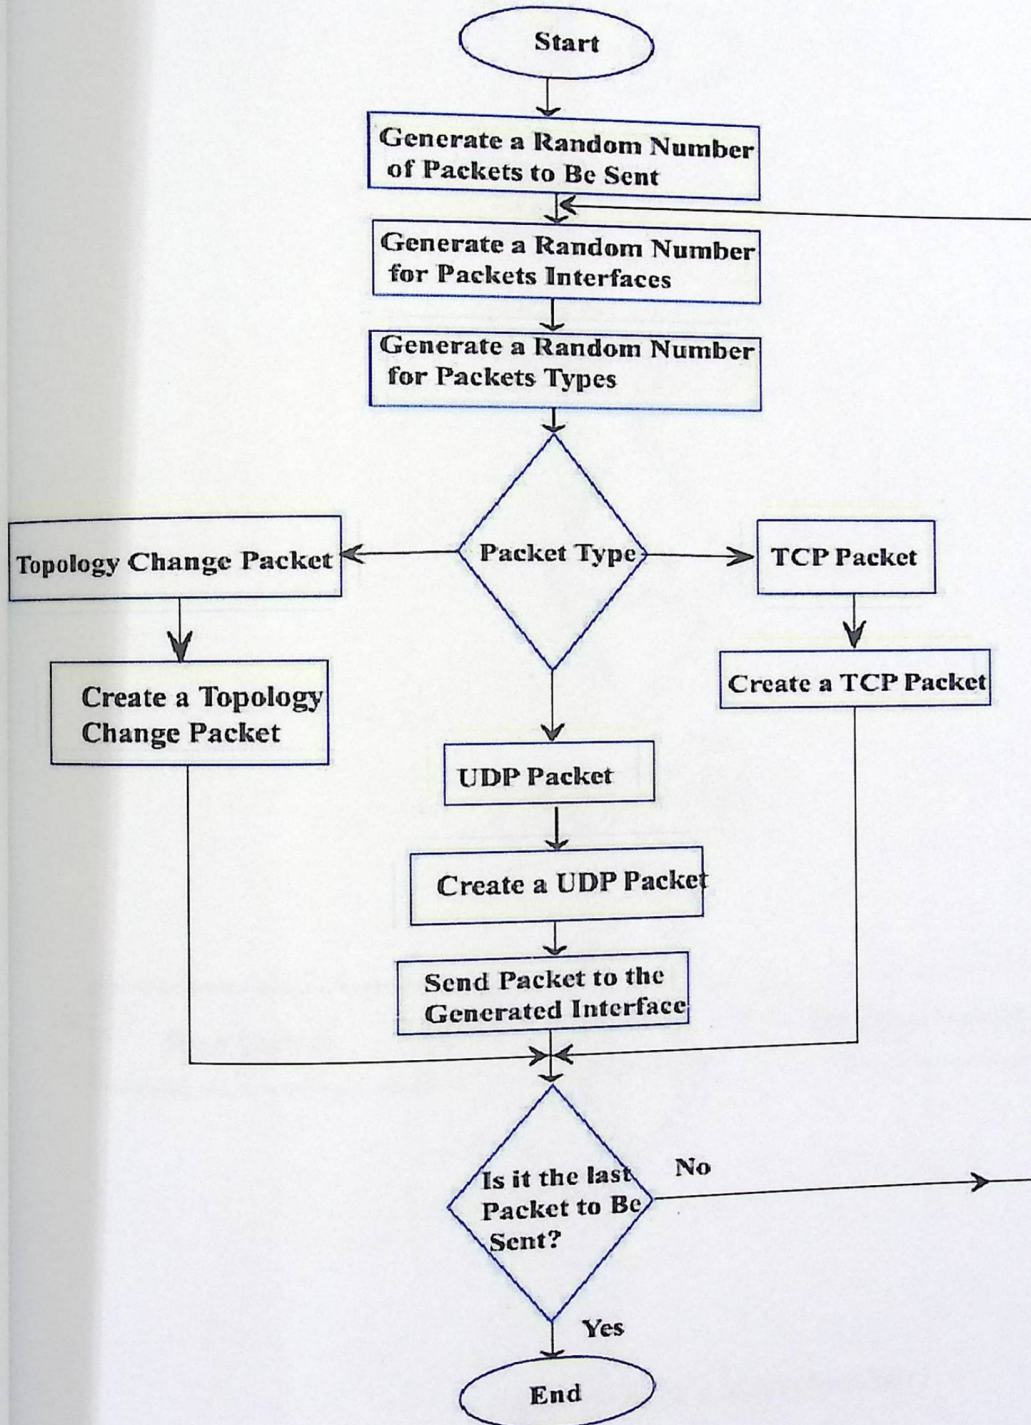 Start
Generate a Random Number
of Packets to Be Sent
Generate a Random Number
for Packets Interfaces
Generate a Random Number
for Packets Types
Topology Change Packet
Packet Type
TCP Packet
Create a Topology
Change Packet
Create a TCP Packet
UDP Packet
Create a UDP Packet
Send Packet to the
Generated Interface
Is it the last
Packet to Be
Sent?
No
Yes
End